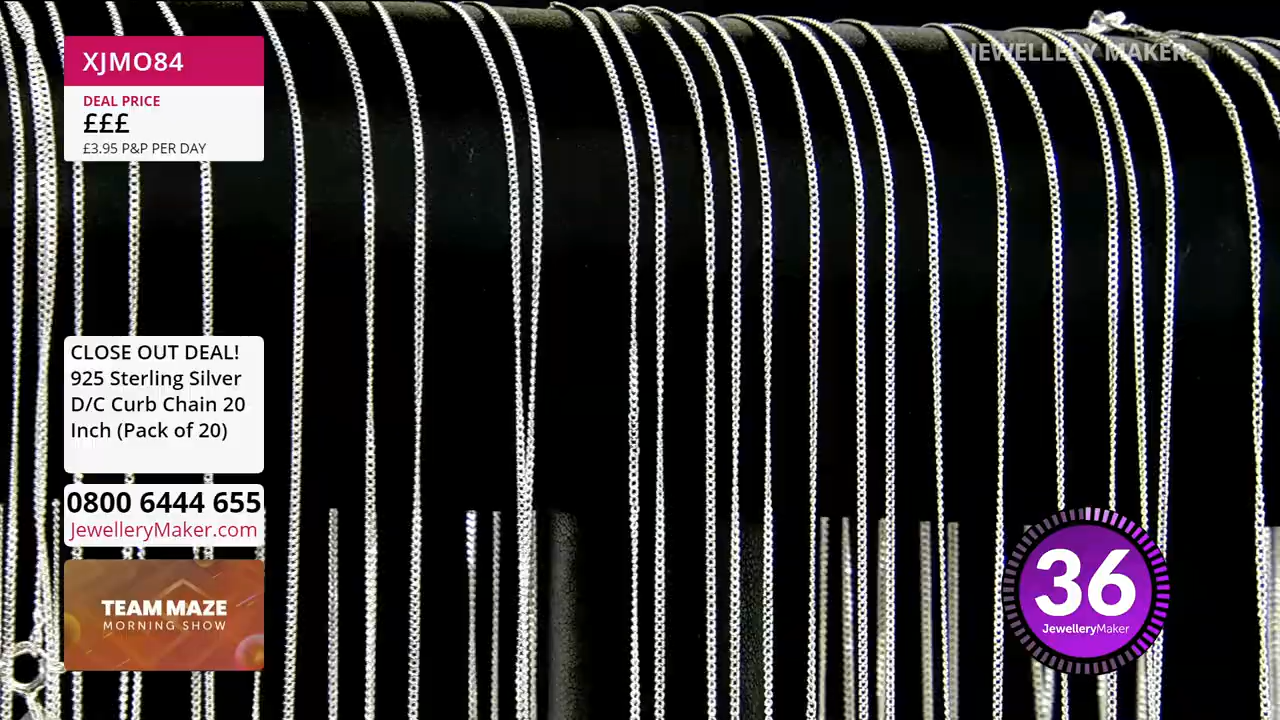 XJMO84
DEAL PRICE
£££
£3.95 P&P PER DAY
JEWELLERY MAKER
CLOSE OUT DEAL!
925 Sterling Silver
D/C Curb Chain 20
Inch (Pack of 20)
0800 6444 655
JewelleryMaker.com
TEAM MAZE
MORNING SHOW
36
JewelleryMaker